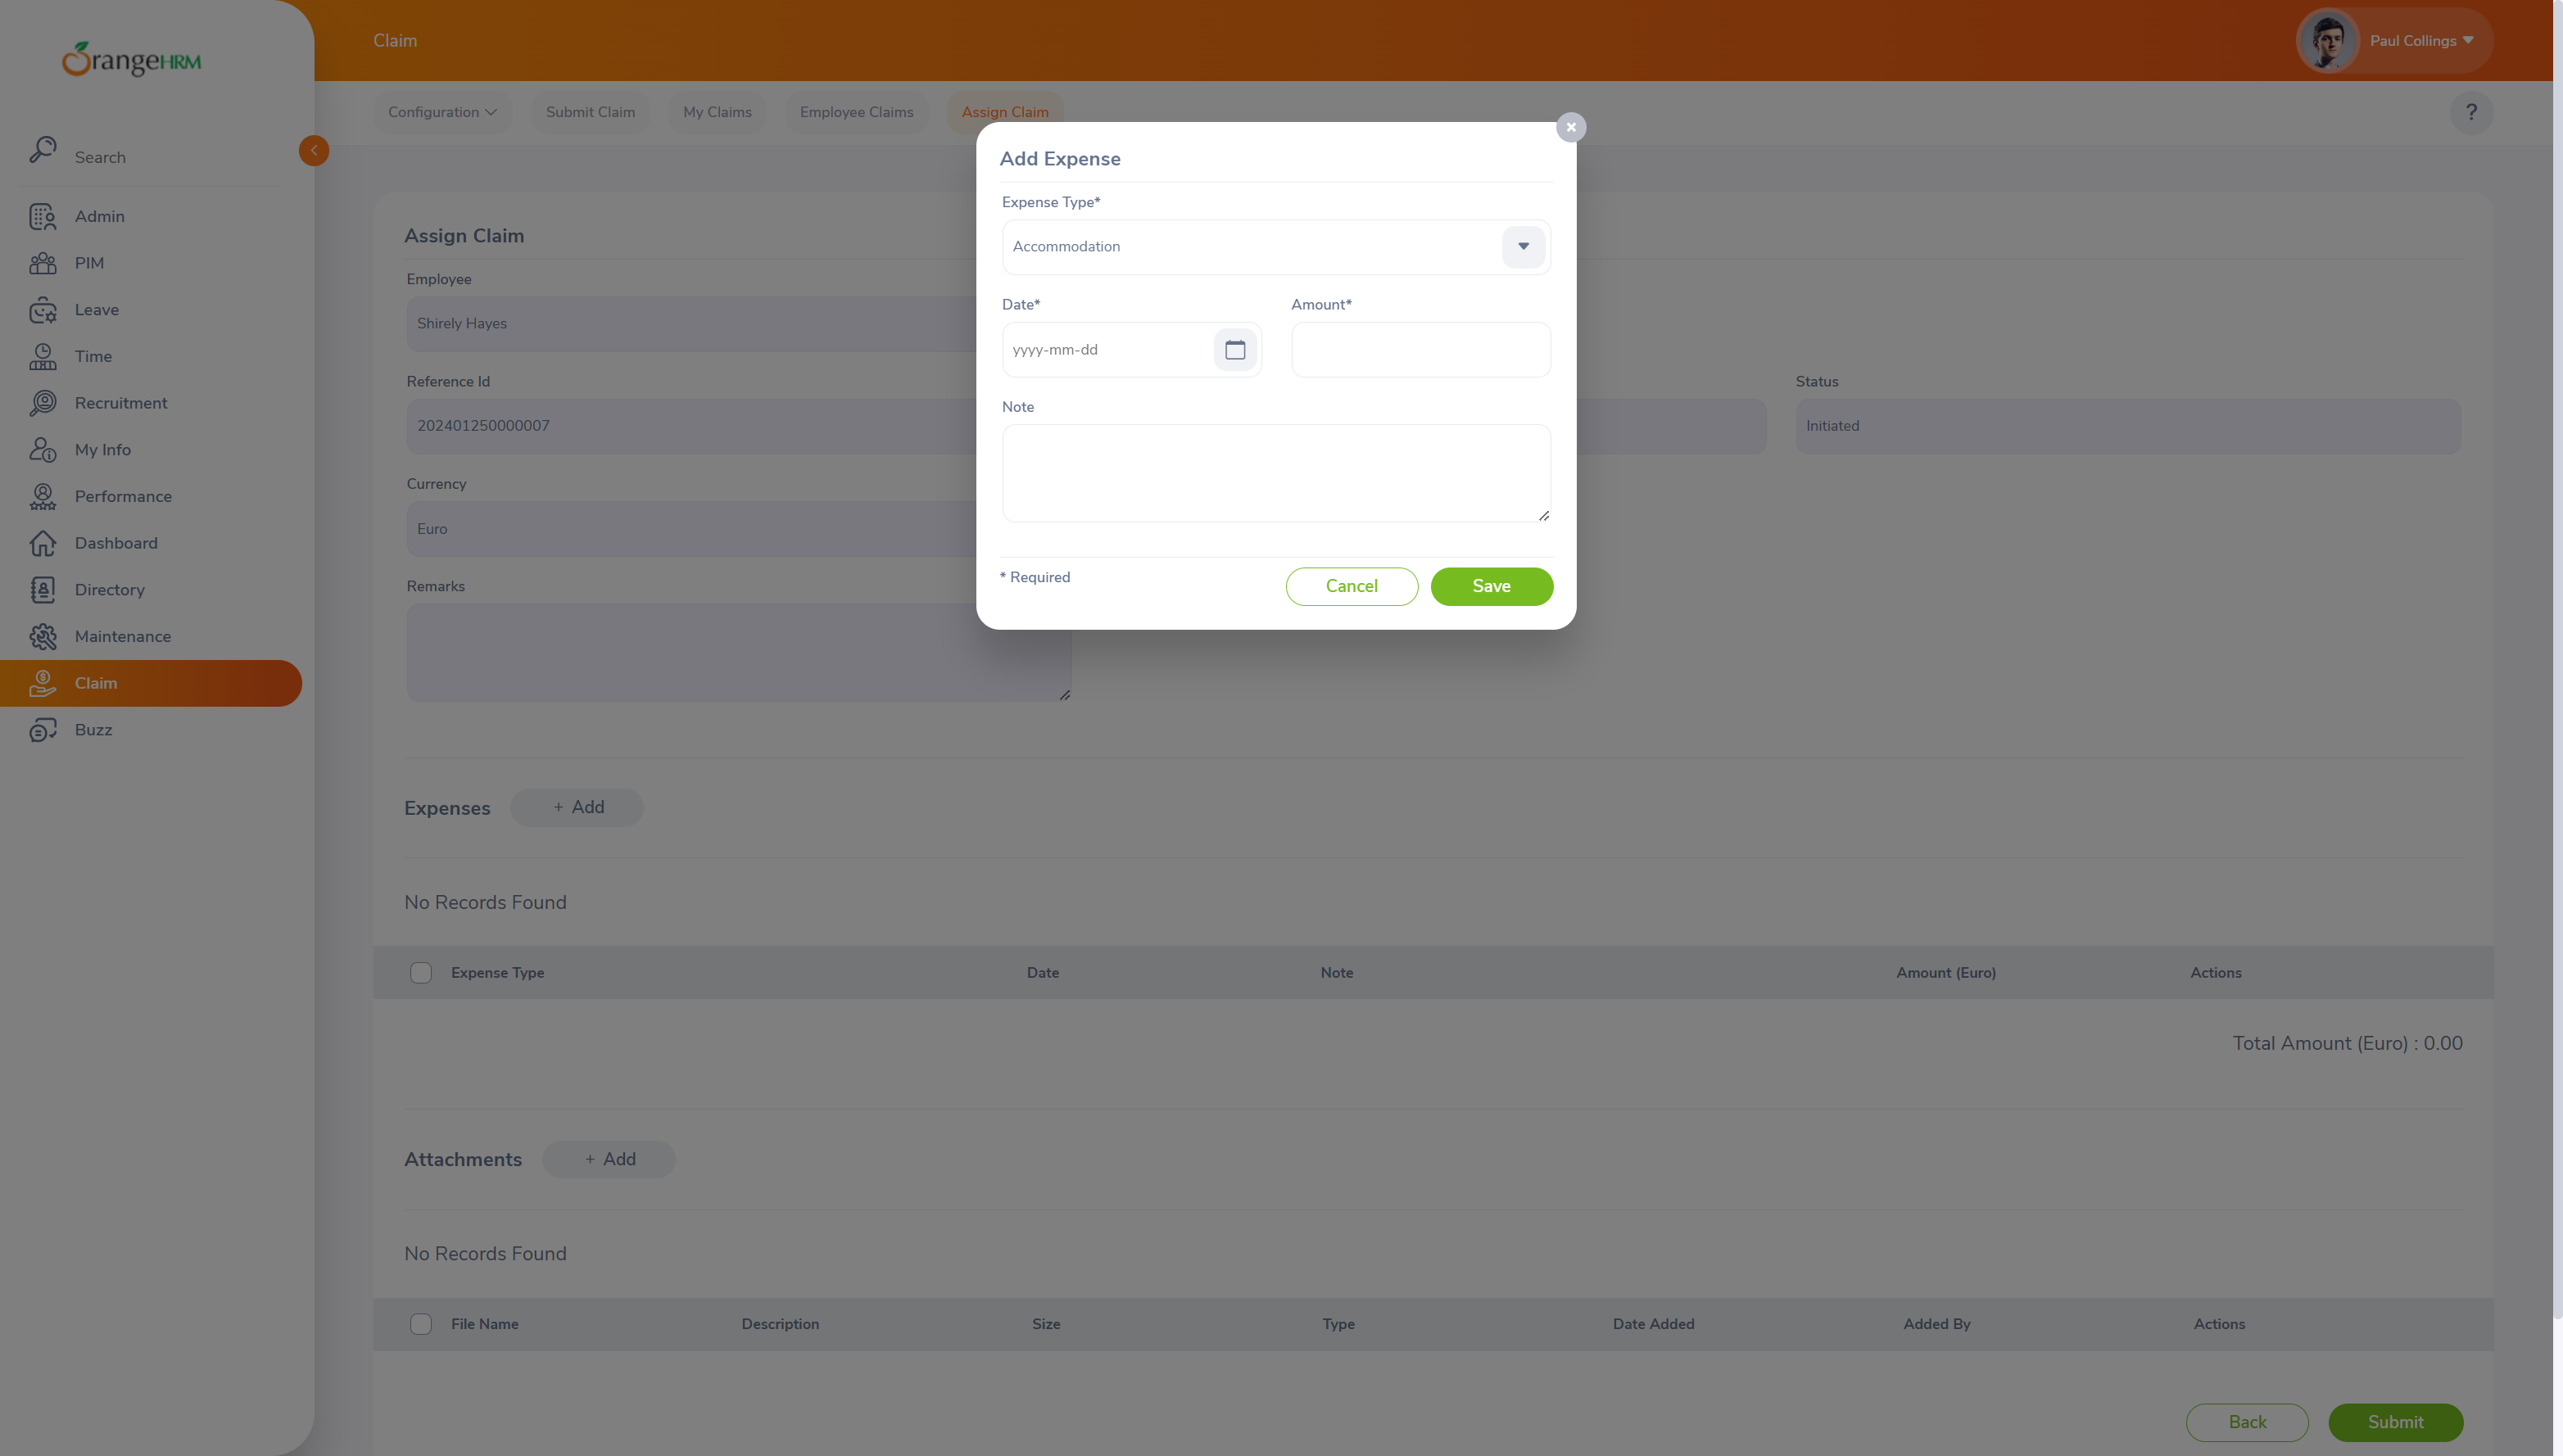 OrangeHRM
Claim
Paul Collings
Configuration
Submit Claim
My Claims
Employee Claims
Assign Claim
?
Search
Admin
PIM
Leave
Time
Recruitment
My Info
Performance
Dashboard
Directory
Maintenance
Claim
Buzz
Add Expense
Expense Type*
Accommodation
Date*
Amount*
yyyy-mm-dd
Note
* Required
Cancel
Save
Assign Claim
Employee
Shirely Hayes
Reference Id
Status
202401250000007
Initiated
Currency
Euro
Remarks
Expenses
+ Add
No Records Found
Expense Type
Date
Note
Amount (Euro)
Actions
Total Amount (Euro) : 0.00
Attachments
+ Add
No Records Found
File Name
Description
Size
Type
Date Added
Added By
Actions
Back
Submit